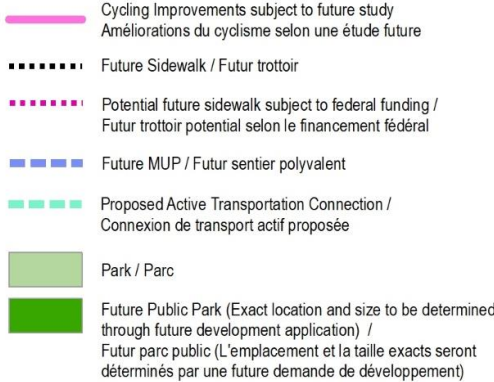 Cycling Improvements subject to future study
Améliorations du cyclisme selon une étude future
Future Sidewalk / Futur trottoir
Potential future sidewalk subject to federal funding /
Futur trottoir potential selon le financement fédéral
Future MUP / Futur sentier polyvalent
Proposed Active Transportation Connection /
Connexion de transport actif proposée
Park / Parc
Future Public Park (Exact location and size to be determined
through future development application) /
Futur parc public (L'emplacement et la taille exacts seront
déterminés par une future demande de développement)